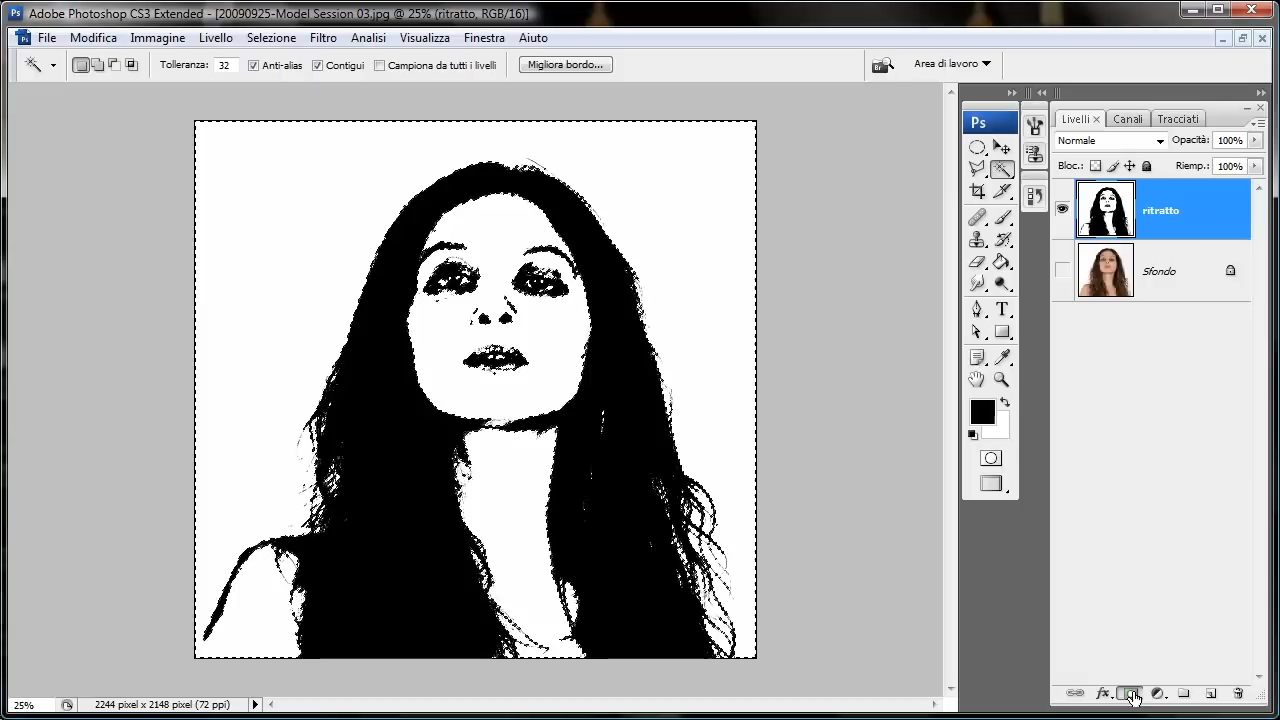 Adobe Photoshop CS3 Extended - [20090925-Model Session 03.jpg @ 25% (ritratto, RGB/16)]
File Modifica Immagine Livello Selezione Filtro Analisi Visualizza Finestra Aiuto
Tolleranza: 32 Anti-alias Contigui Campiona da tutti i livelli Migliora bordo... Area di lavoro
Ps
Livelli Canali Tracciati
Normale Opacità: 100%
Bloc.: Riemp.: 100%
ritratto
Sfondo
T
fx
25% 2244 pixel x 2148 pixel (72 ppi)